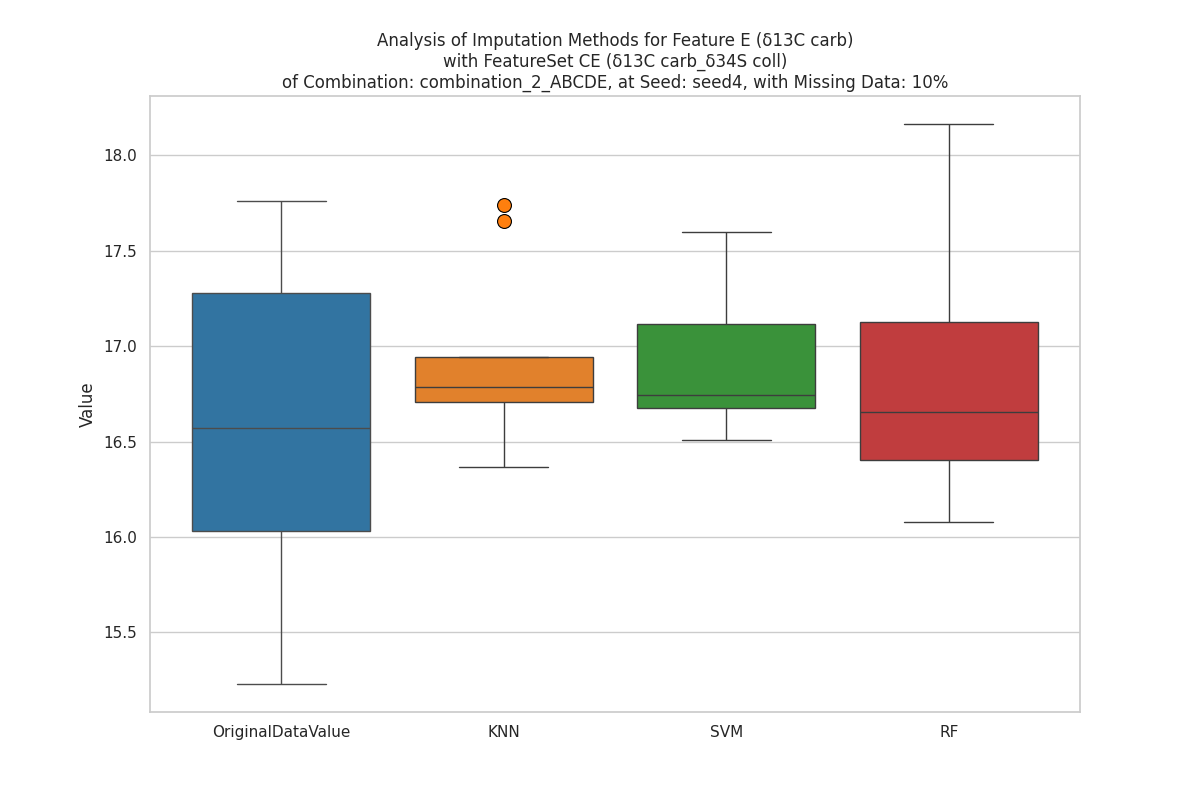 Analysis of Imputation Methods for Feature E (δ13C carb)
with FeatureSet CE (δ13C carb_δ34S coll)
of Combination: combination_2_ABCDE, at Seed: seed4, with Missing Data: 10%
Value
18.0
17.5
17.0
16.5
16.0
15.5
OriginalDataValue
KNN
SVM
RF